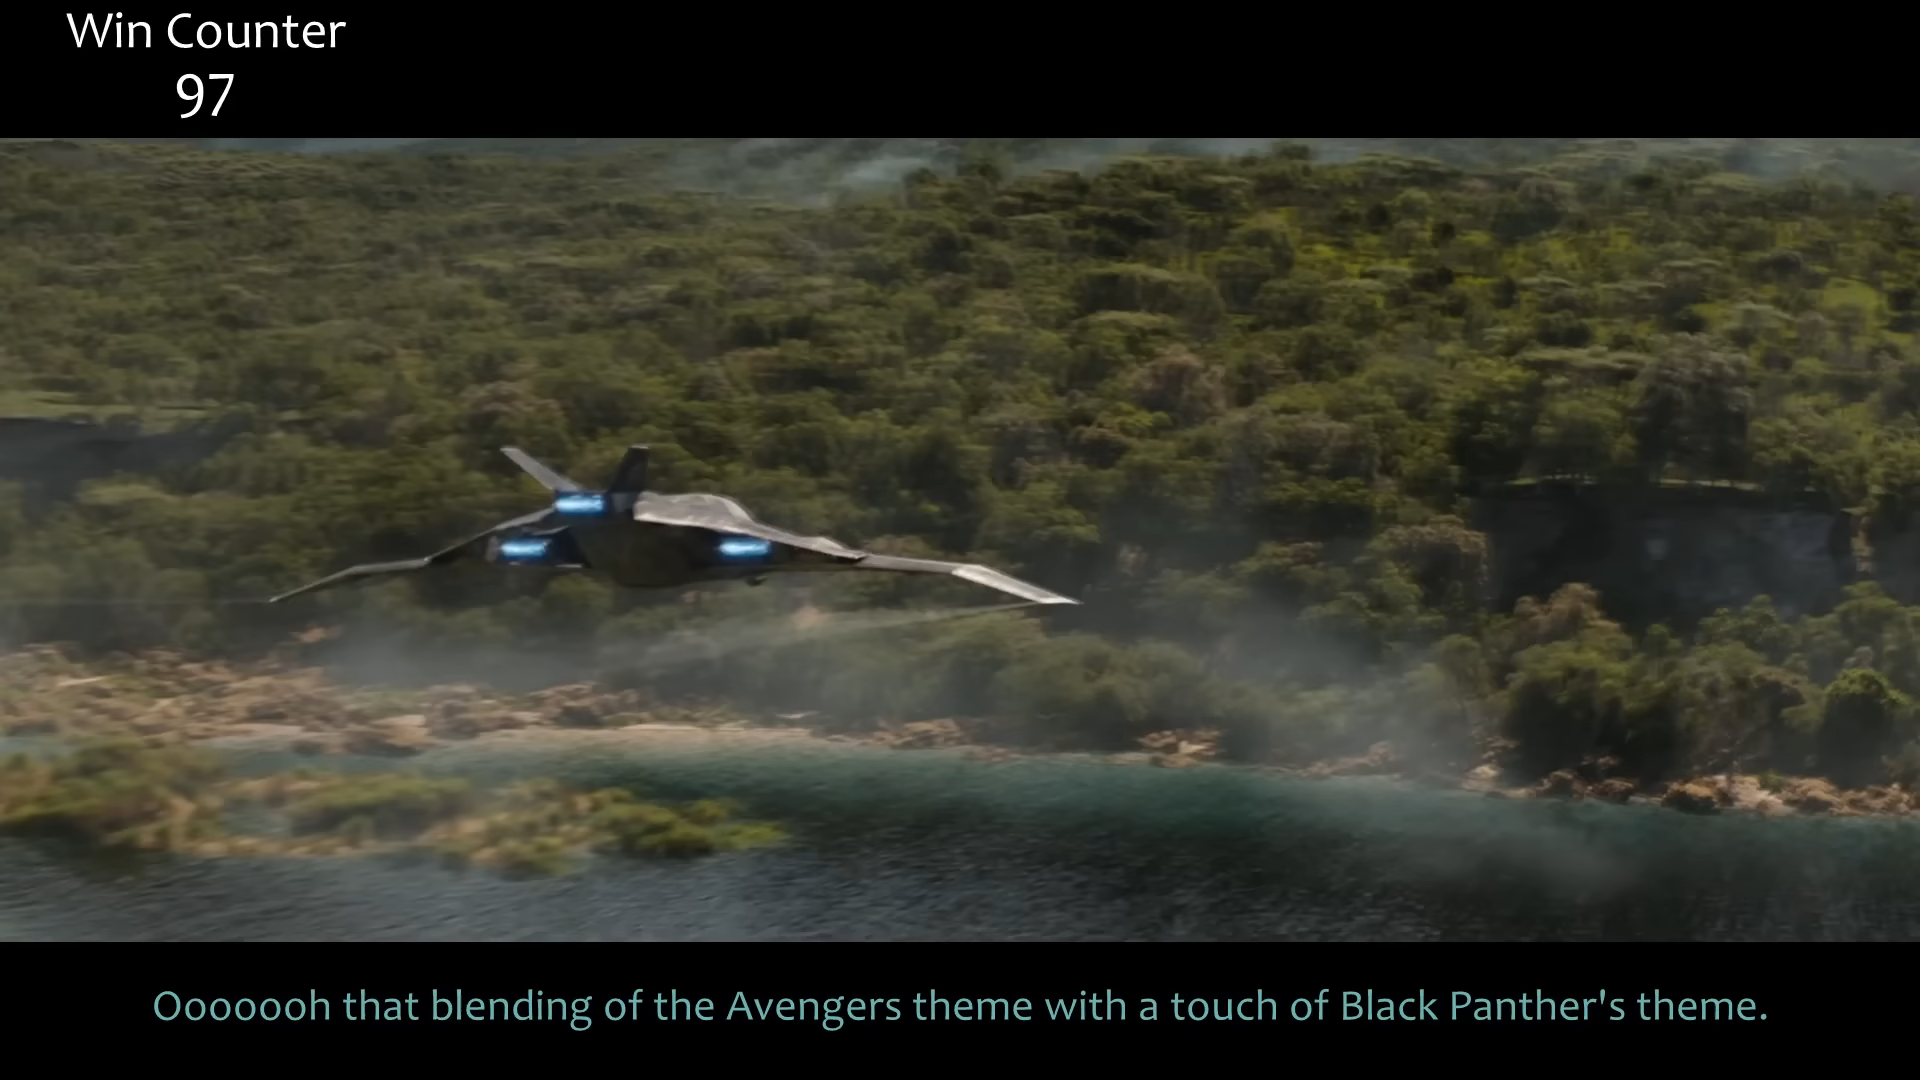 Win Counter
97
Ooooooh that blending of the Avengers theme with a touch of Black Panther's theme.